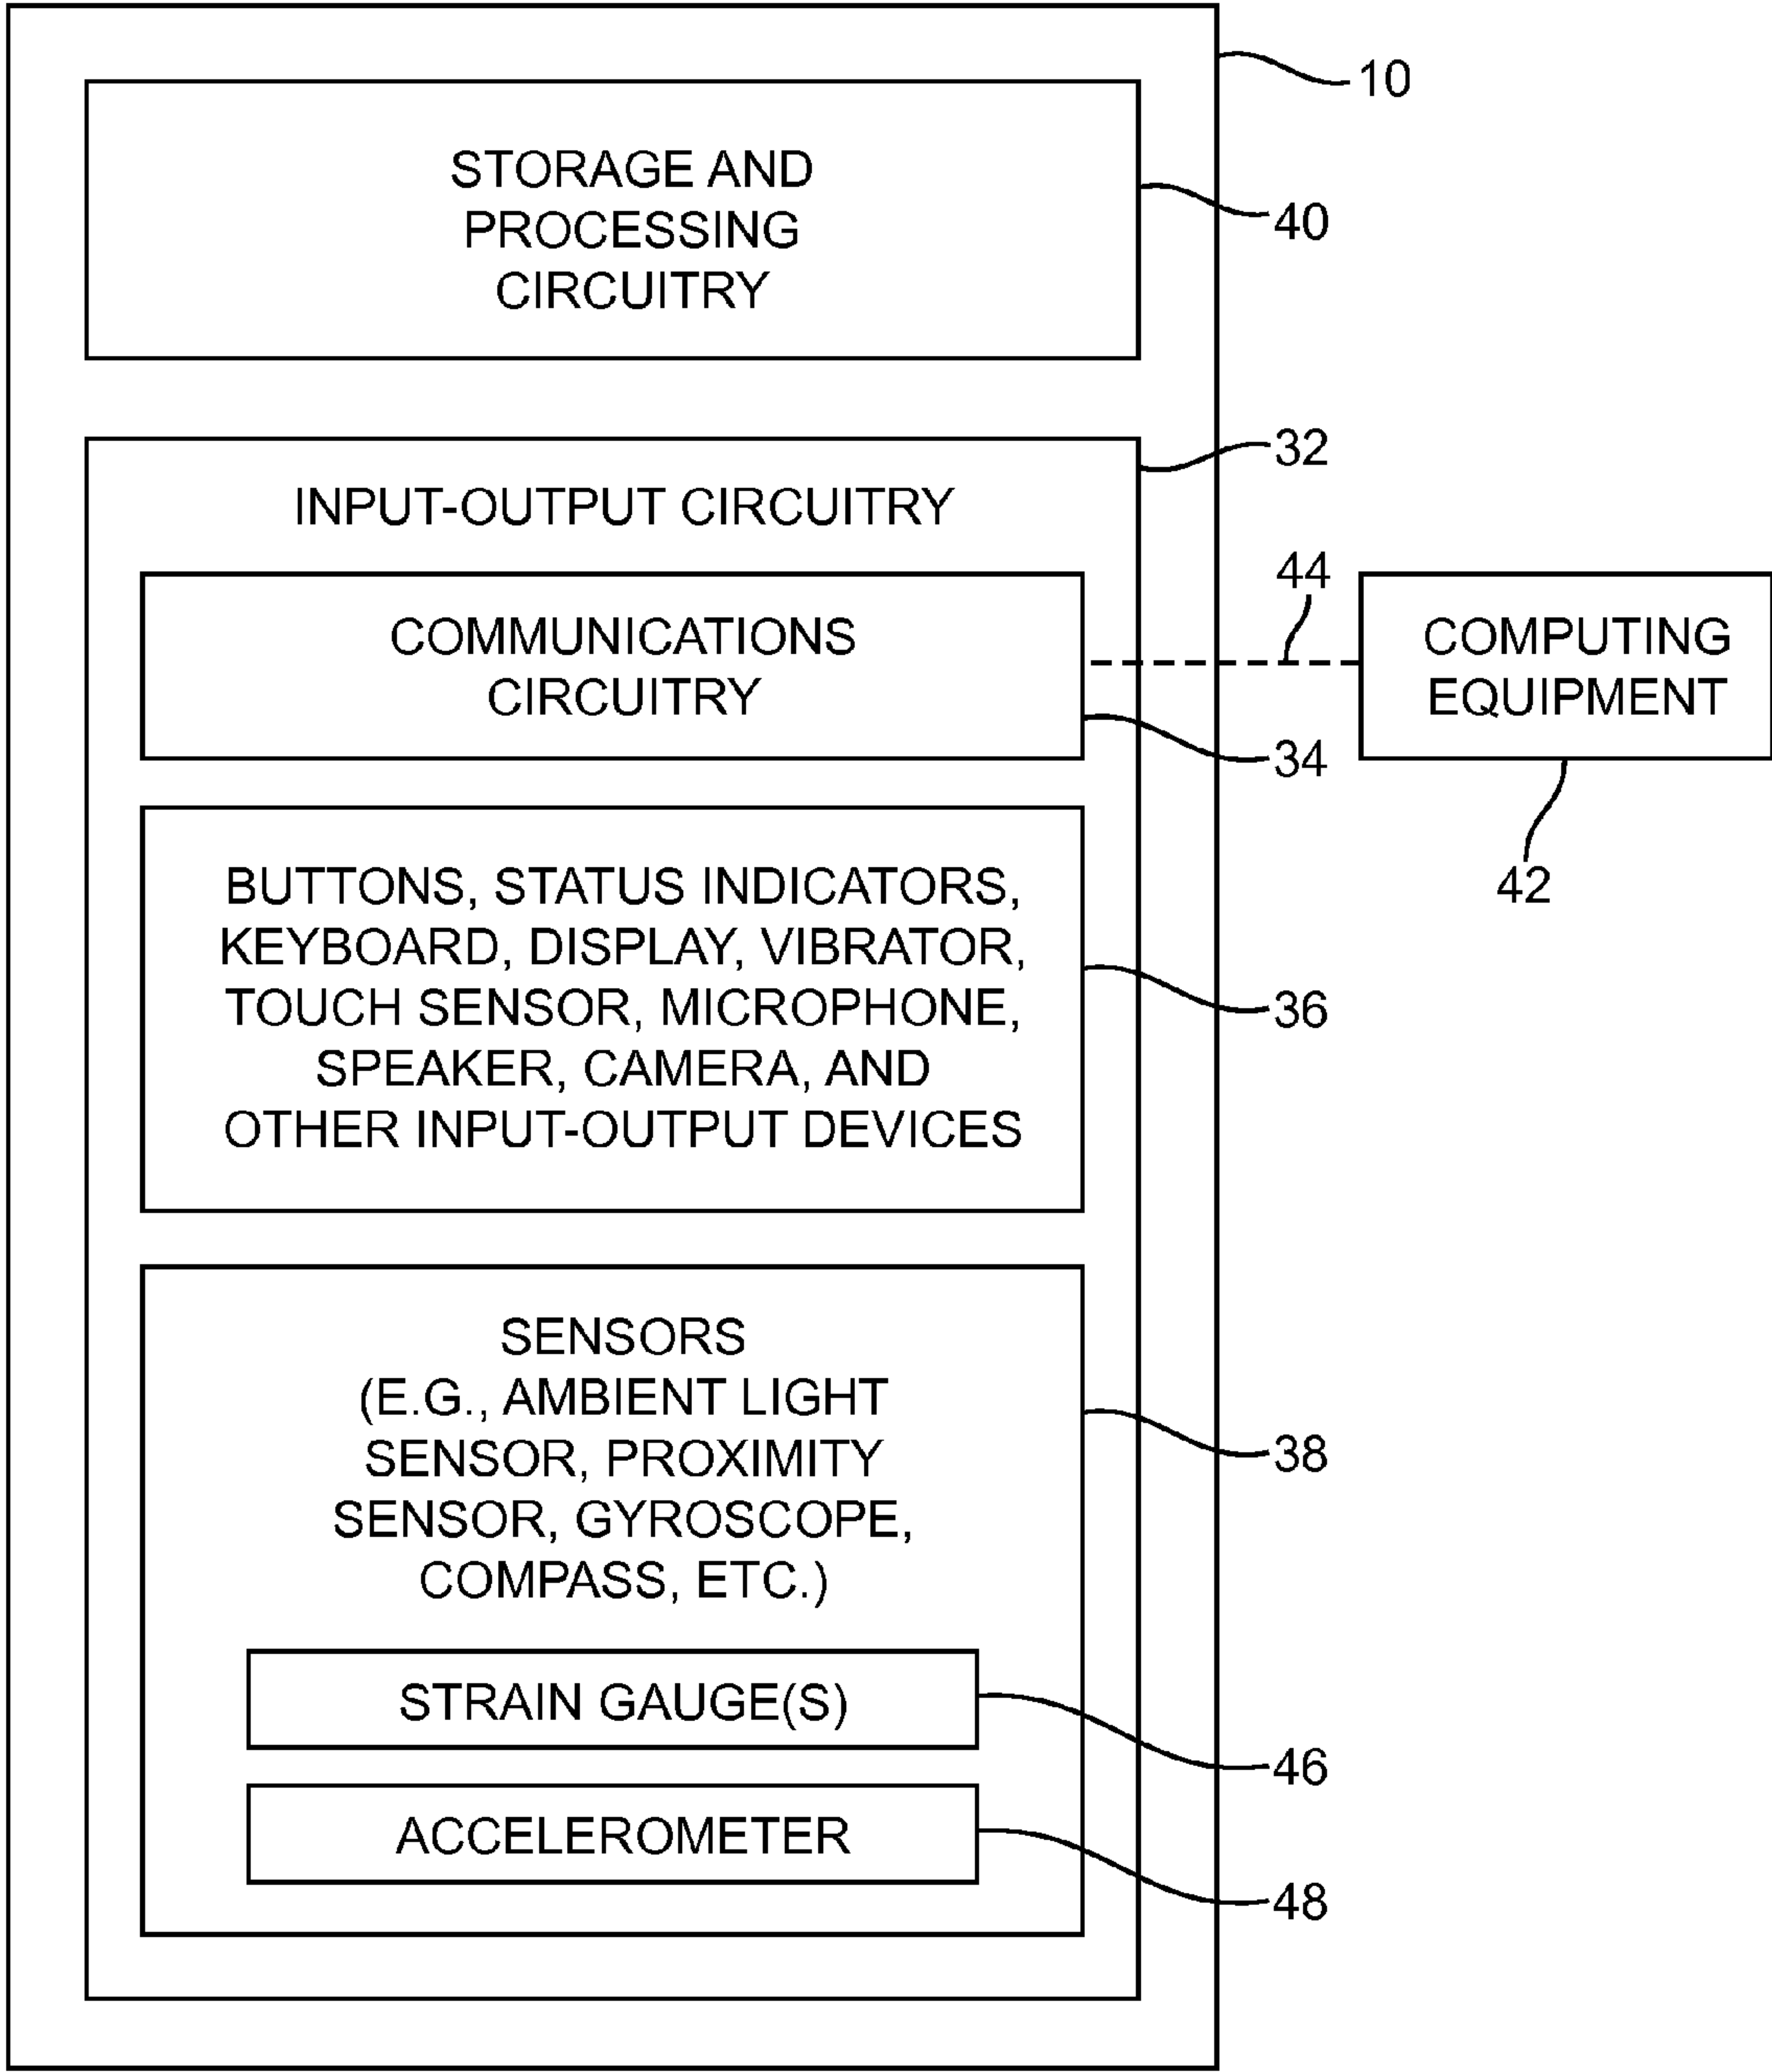 10
STORAGE AND
PROCESSING
CIRCUITRY
40
32
INPUT-OUTPUT CIRCUITRY
COMMUNICATIONS
CIRCUITRY
34
44
COMPUTING
EQUIPMENT
42
BUTTONS, STATUS INDICATORS,
KEYBOARD, DISPLAY, VIBRATOR,
TOUCH SENSOR, MICROPHONE,
SPEAKER, CAMERA, AND
OTHER INPUT-OUTPUT DEVICES
36
SENSORS
(E.G., AMBIENT LIGHT
SENSOR, PROXIMITY
SENSOR, GYROSCOPE,
COMPASS, ETC.)
38
STRAIN GAUGE(S)
46
ACCELEROMETER
48